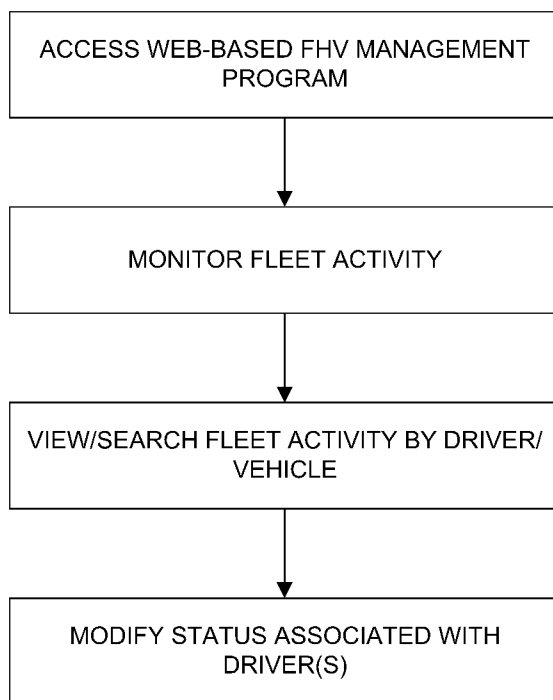 ACCESS WEB-BASED FHV MANAGEMENT
PROGRAM
MONITOR FLEET ACTIVITY
VIEW/SEARCH FLEET ACTIVITY BY DRIVER/
VEHICLE
MODIFY STATUS ASSOCIATED WITH
DRIVER(S)